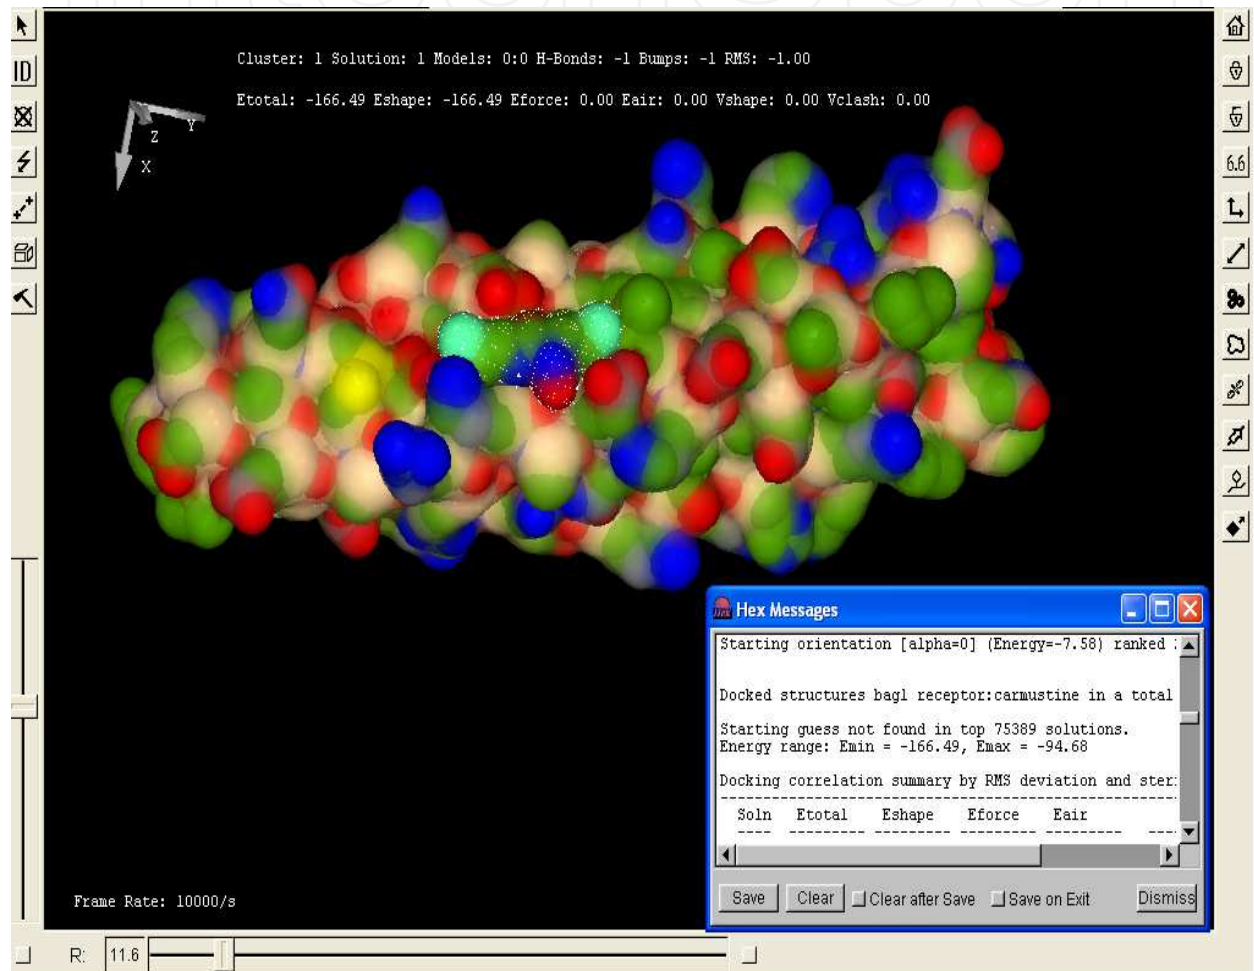 Cluster: 1 Solution: 1 Models: 0:0 H-Bonds: -1 Bumps: -1 RMS: -1.00
Etotal: -166.49 Eshape: -166.49 Eforce: 0.00 Eair: 0.00 Vshape: 0.00 Vclash: 0.00
ID
Z
Y
X
6.6
Hex Messages
Starting orientation [alpha=0] (Energy=-7.58) ranked
Docked structures bag1 receptor:carmustine in a total
Starting guess not found in top 75389 solutions.
Energy range: Emin = -166.49, Emax = -94.68
Docking correlation summary by RMS deviation and ster
Soln Etotal Eshape Eforce Eair
Save Clear Clear after Save Save on Exit Dismiss
Frame Rate: 10000/s
R: 11.6